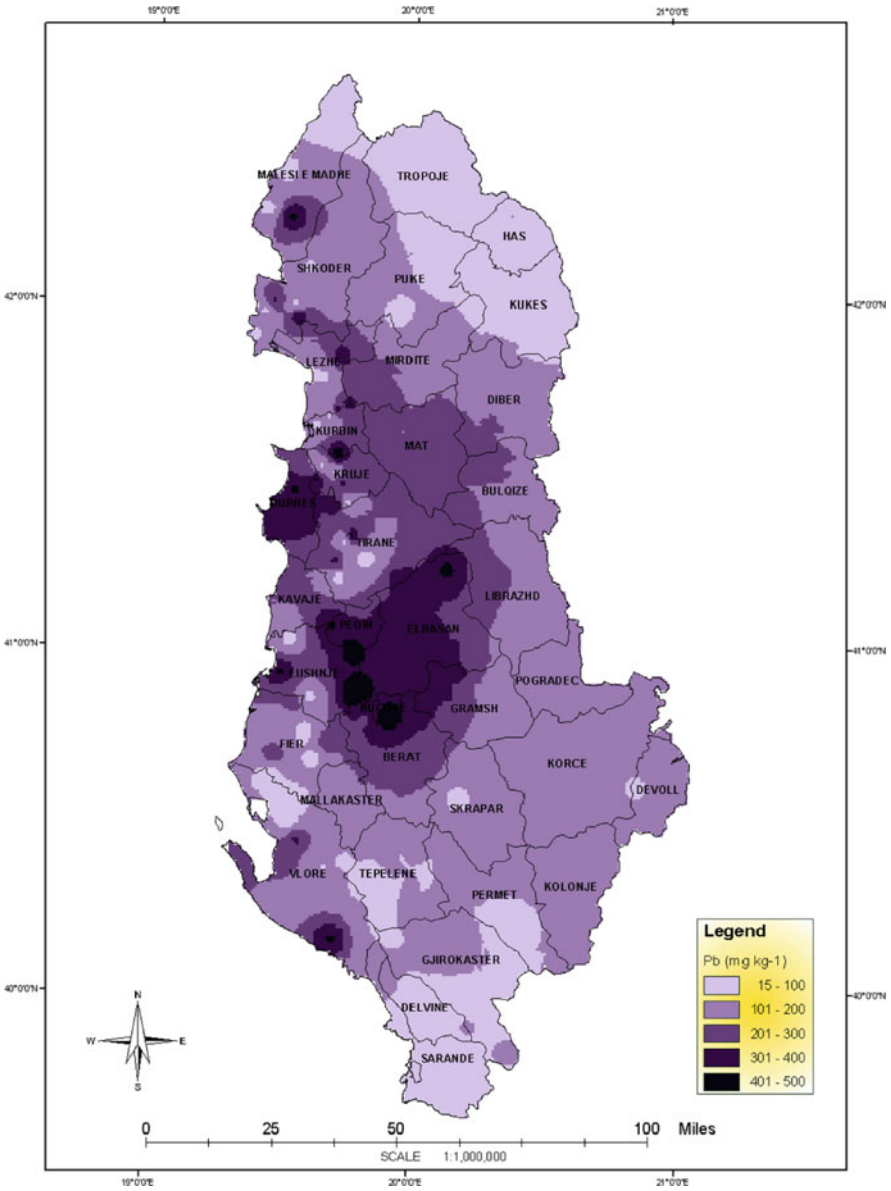 19°0'0"E 20°0'0"E 21°0'0"E
MALESI E MADHE
TROPOJE
HAS
SHKODER
PUKE
42°0'0"N 42°0'0"N
KUKES
LEZHE
MIRDITE
DIBER
KURBIN
MAT
KRUJE
BULQIZE
DURRES
TIRANE
KAVAJE
LIBRAZHD
PEQIN
ELBASAN
41°0'0"N 41°0'0"N
LUSHNJE
POGRADEC
KUCOVE
GRAMSH
FIER
BERAT
KORCE
DEVOLL
MALLAKASTER
SKRAPAR
VLORE
TEPELENE
KOLONJE
PERMET
GJIROKASTER
40°0'0"N 40°0'0"N
DELVINE
SARANDE
Legend
Pb (mg kg-1)
15 - 100
101 - 200
201 - 300
301 - 400
401 - 500
N
W E
S
0 25 50 100 Miles
SCALE 1:1,000,000
19°0'0"E 20°0'0"E 21°0'0"E